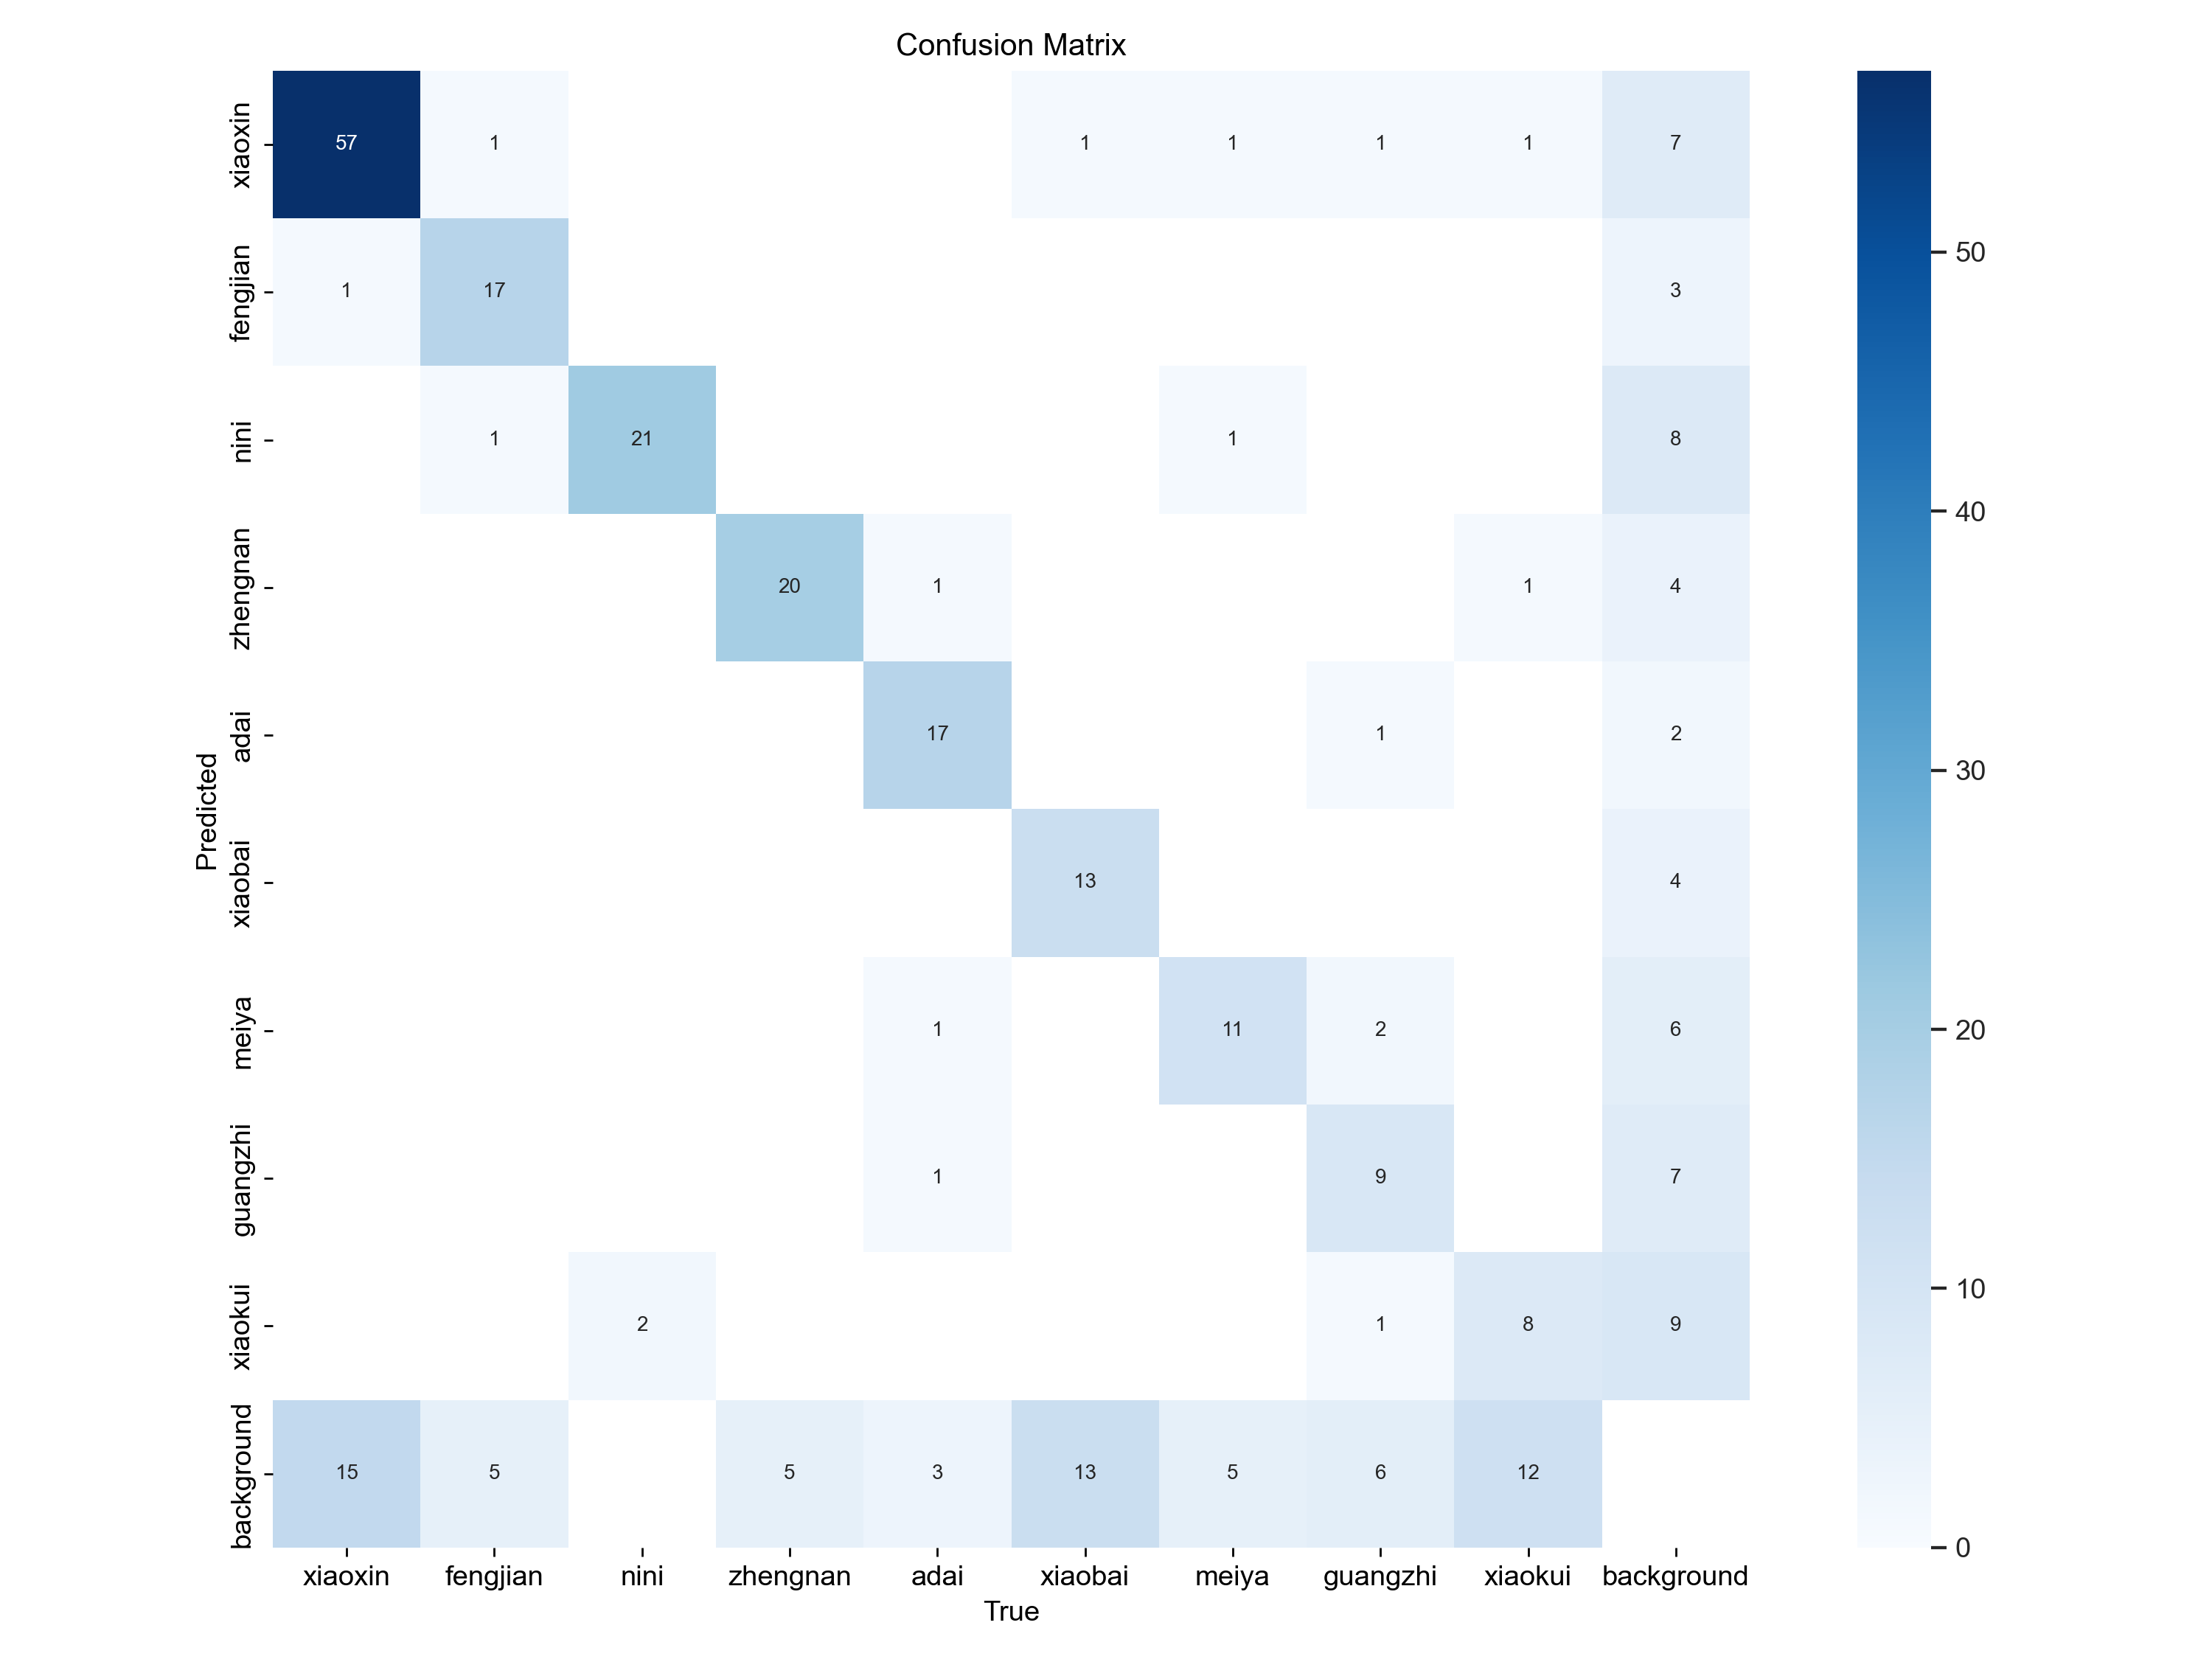 Confusion Matrix
xiaoxin 57 1 1 1 1 1 7
fengjian 1 17 3
nini 1 21 1 8
zhengnan 20 1 1 4
adai 17 1 2
xiaobai 13 4
meiya 1 11 2 6
guangzhi 1 9 7
xiaokui 2 1 8 9
background 15 5 5 3 13 5 6 12
xiaoxin fengjian nini zhengnan adai xiaobai meiya guangzhi xiaokui background
True
Predicted
50
40
30
20
10
0